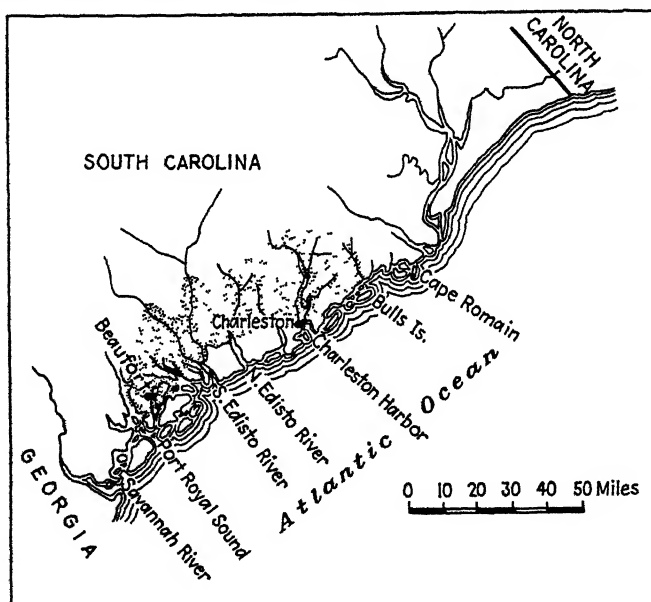 NORTH
CAROLINA
SOUTH CAROLINA
Cape Romain
Bulls Is.
Charleston
Charleston Harbor
Beaufort
N. Edisto River
S. Edisto River
Atlantic Ocean
Port Royal Sound
Savannah River
GEORGIA
0 10 20 30 40 50 Miles